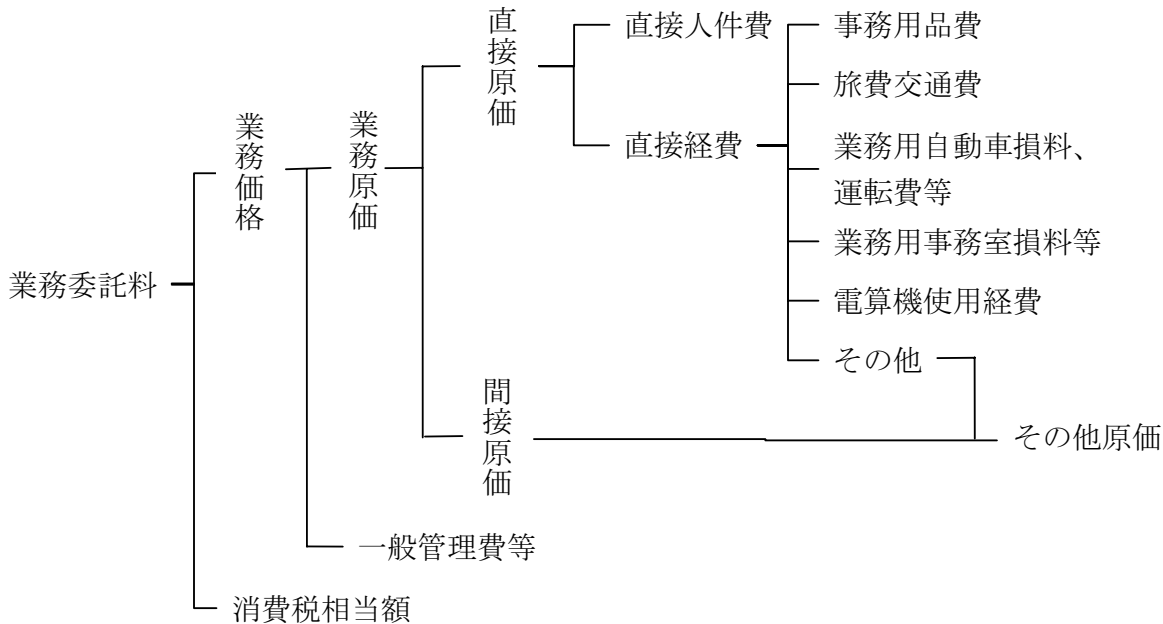 業務委託料
業務価格
消費税相当額
業務原価
一般管理費等
直接原価
間接原価
直接人件費
直接経費
事務用品費
旅費交通費
業務用自動車損料、
運転費等
業務用事務室損料等
電算機使用経費
その他
その他原価